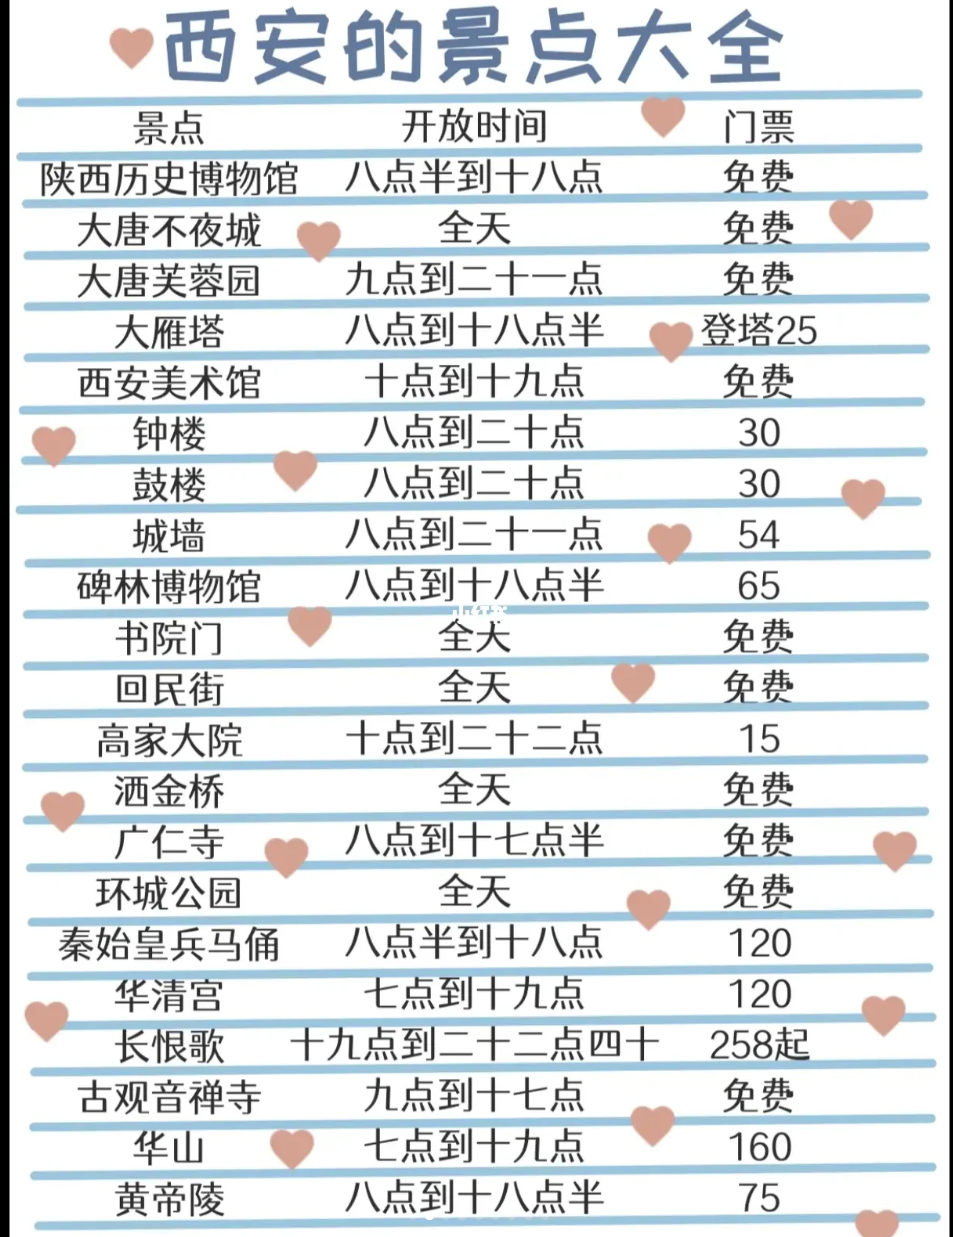 西安的景点大全
景点 开放时间 门票
陕西历史博物馆 八点半到十八点 免费
大唐不夜城 全天 免费
大唐芙蓉园 九点到二十一点 免费
大雁塔 八点到十八点半 登塔25
西安美术馆 十点到十九点 免费
钟楼 八点到二十点 30
鼓楼 八点到二十点 30
城墙 八点到二十一点 54
碑林博物馆 八点到十八点半 65
小红书
书院门 全天 免费
回民街 全天 免费
高家大院 十点到二十二点 15
洒金桥 全天 免费
广仁寺 八点到十七点半 免费
环城公园 全天 免费
秦始皇兵马俑 八点半到十八点 120
华清宫 七点到十九点 120
长恨歌 十九点到二十二点四十 258起
古观音禅寺 九点到十七点 免费
华山 七点到十九点 160
黄帝陵 八点到十八点半 75